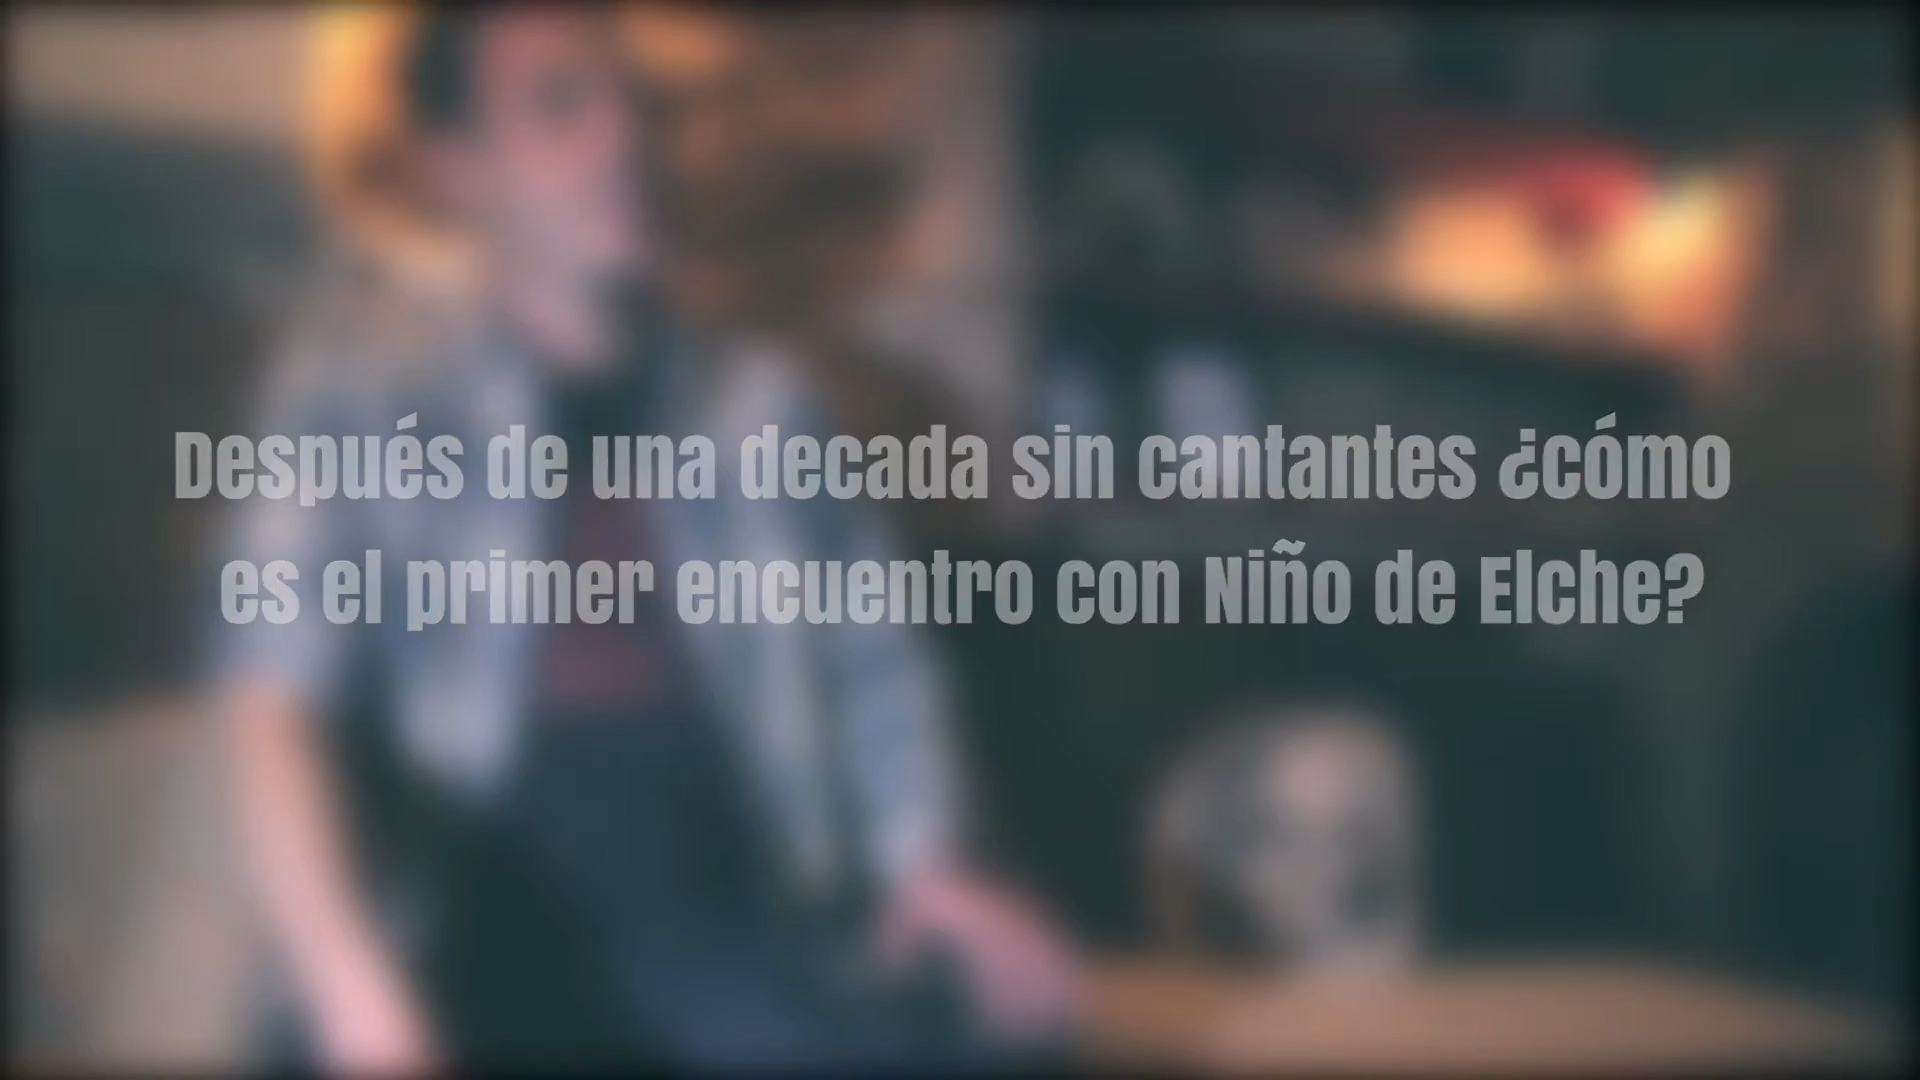 Después de una decada sin cantantes ¿cómo
es el primer encuentro con Niño de Elche?